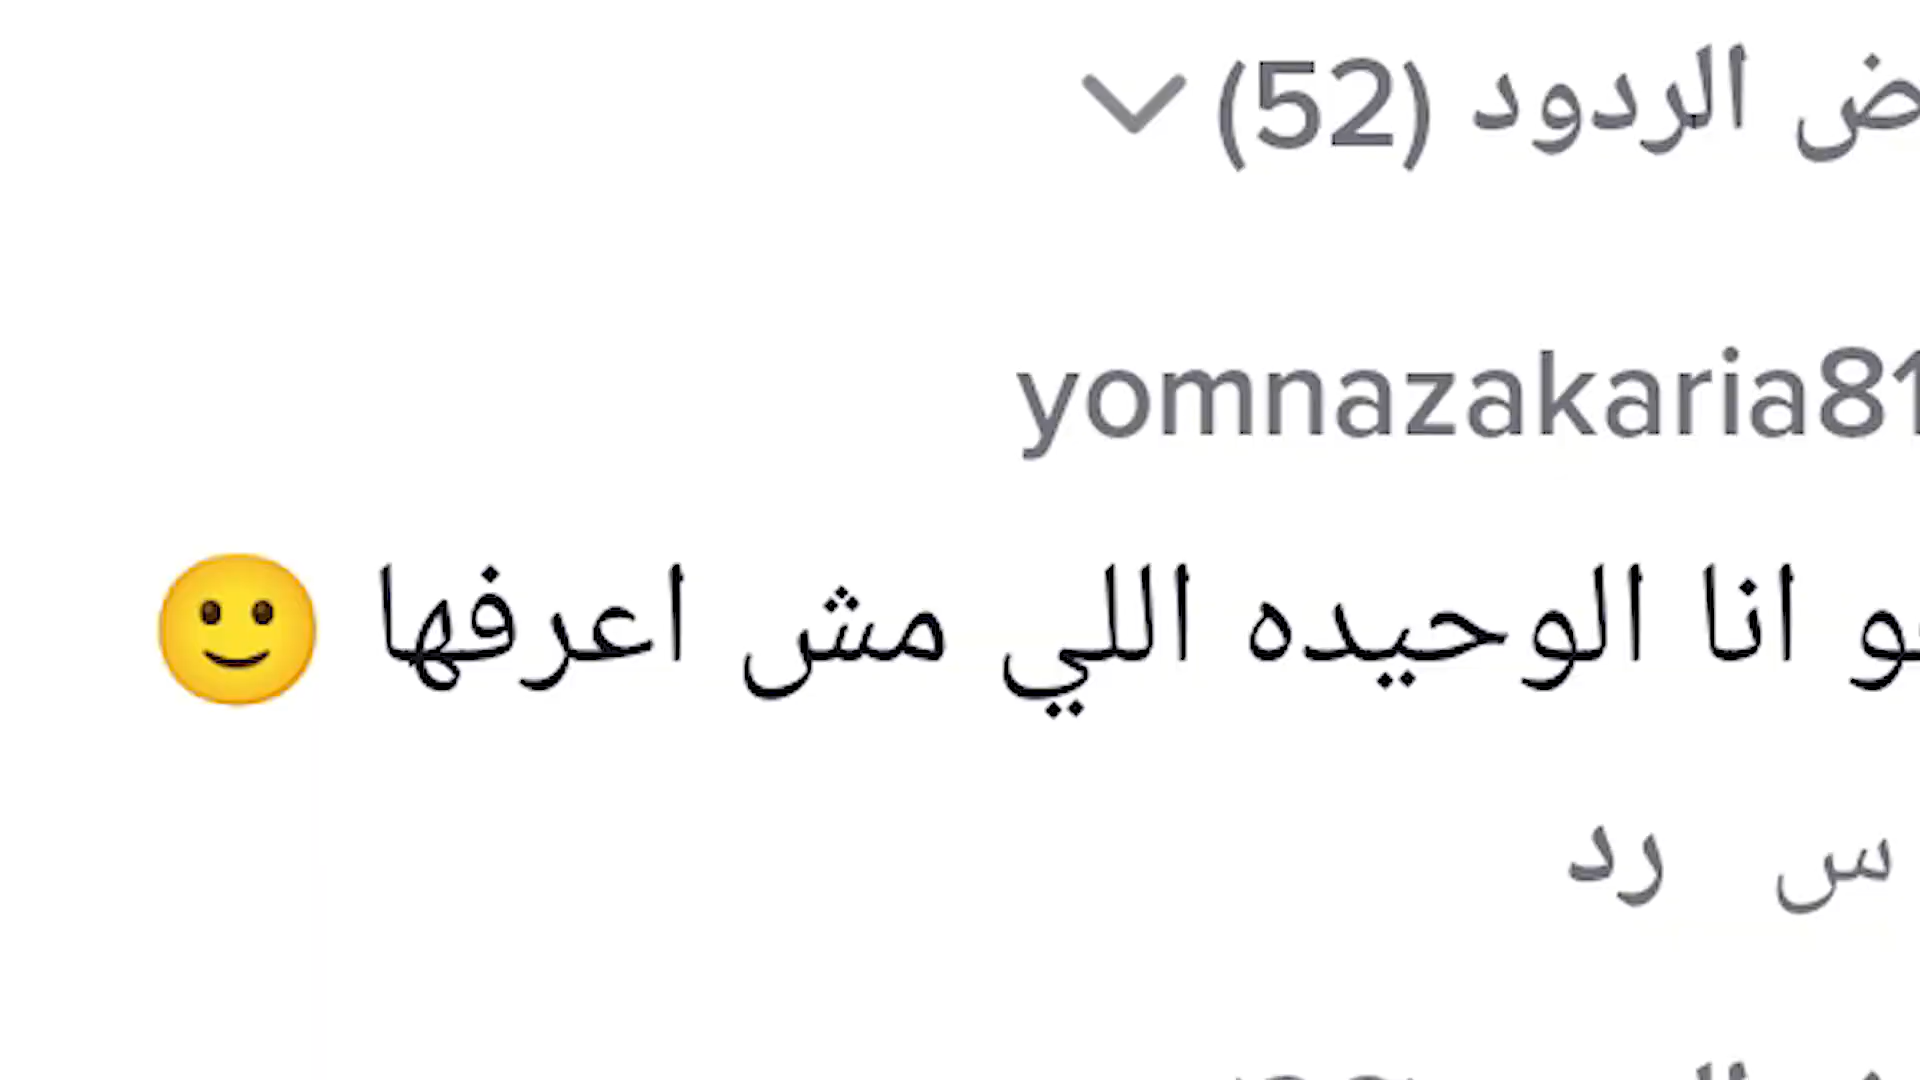 الردود (52)
yomnazakaria81
انا الوحيده اللي مش اعرفها 🙂
س رد